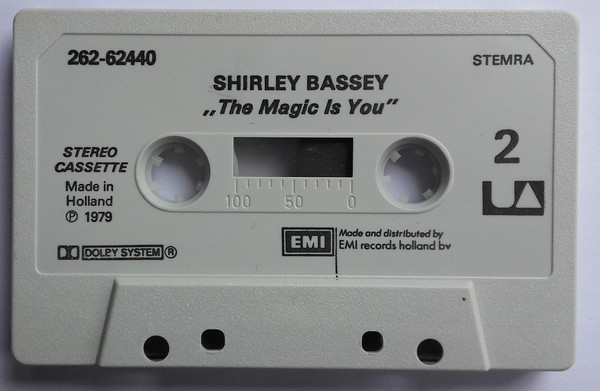 262-62440
STEMRA
SHIRLEY BASSEY
„The Magic Is You”
STEREO
CASSETTE
Made in
Holland
℗ 1979
2
UA
100 50 0
DOLBY SYSTEM®
EMI
Made and distributed by
EMI records holland bv